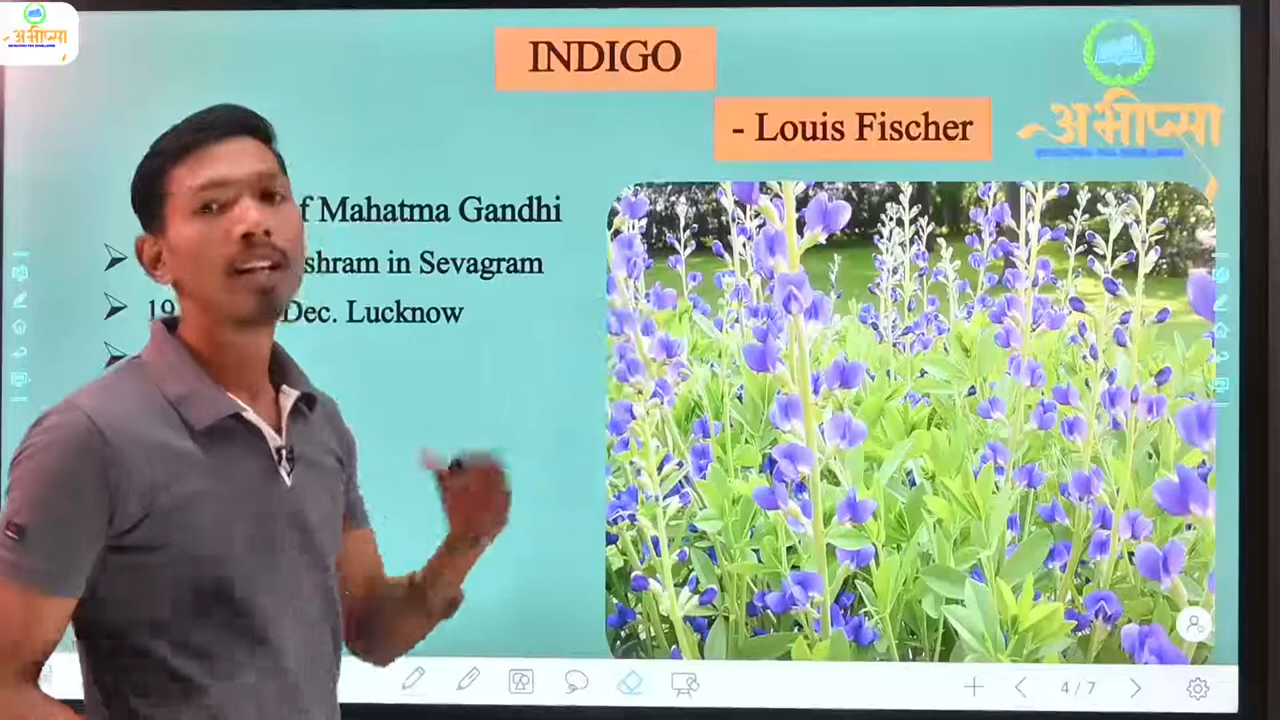 अभीप्सा
INDIGO
- Louis Fischer
अभीप्सा
f Mahatma Gandhi
shram in Sevagram
19 Dec. Lucknow
4/7